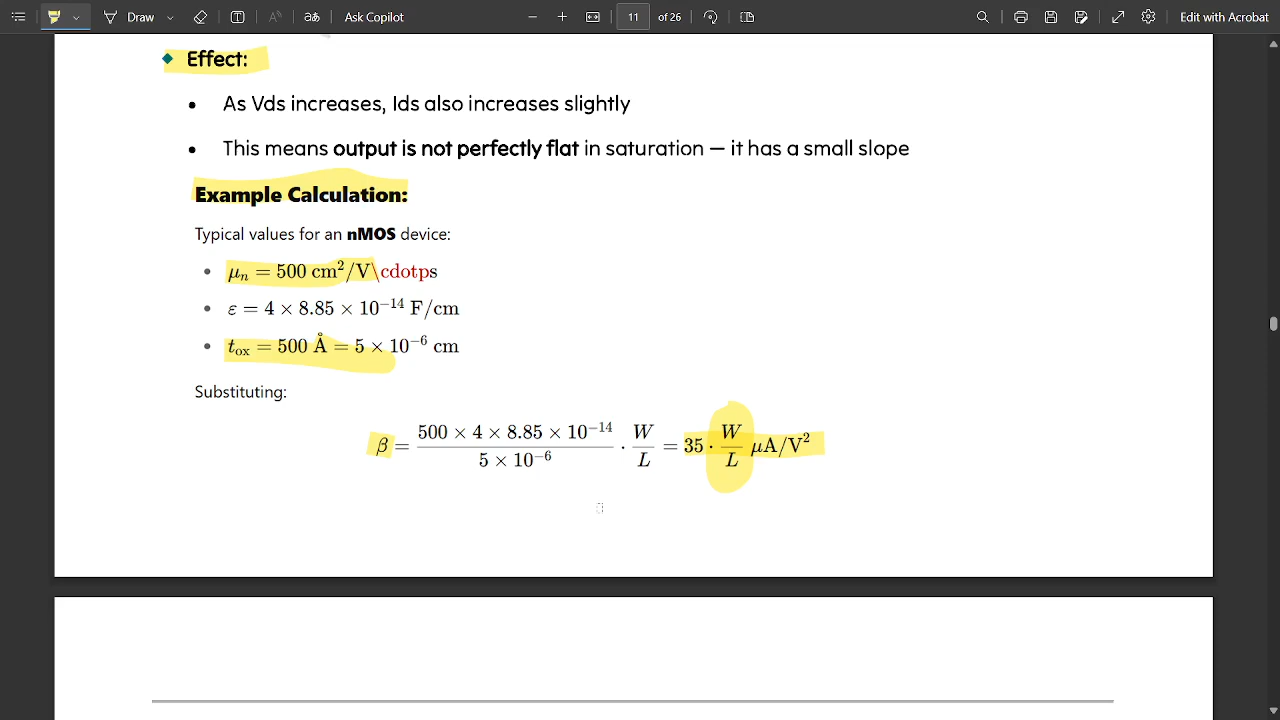 Draw
Ask Copilot
11 of 26
Edit with Acrobat
Effect:
• As Vds increases, Ids also increases slightly
• This means output is not perfectly flat in saturation — it has a small slope
Example Calculation:
Typical values for an nMOS device:
• μₙ = 500 cm²/V\cdotps
• ε = 4 × 8.85 × 10⁻¹⁴ F/cm
• t_ox = 500 Å = 5 × 10⁻⁶ cm
Substituting:
β = (500 × 4 × 8.85 × 10⁻¹⁴)/(5 × 10⁻⁶) · W/L = 35 · W/L μA/V²